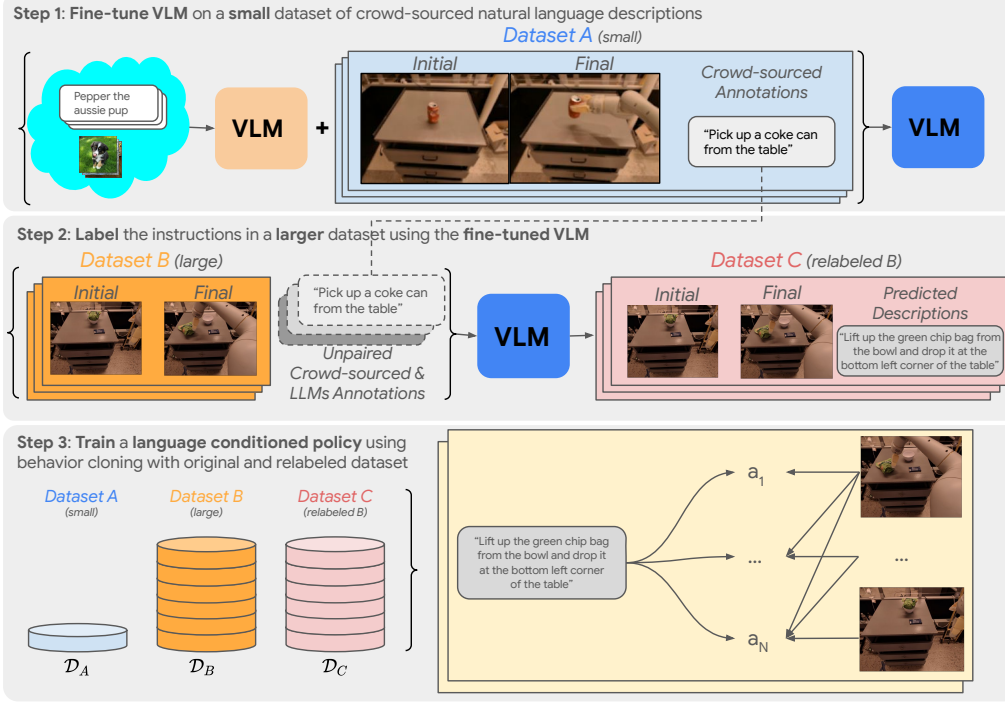 Step 1: Fine-tune VLM on a small dataset of crowd-sourced natural language descriptions
Dataset A (small)
Initial
Final
Crowd-sourced
Annotations
Pepper the
aussie pup
VLM
+
“Pick up a coke can
from the table”
VLM
Step 2: Label the instructions in a larger dataset using the fine-tuned VLM
Dataset B (large)
Initial
Final
“Pick up a coke can
from the table”
Unpaired
Crowd-sourced &
LLMs Annotations
VLM
Dataset C (relabeled B)
Initial
Final
Predicted
Descriptions
“Lift up the green chip bag from
the bowl and drop it at the
bottom left corner of the table”
Step 3: Train a language conditioned policy using
behavior cloning with original and relabeled dataset
Dataset A
(small)
Dataset B
(large)
Dataset C
(relabeled B)
𝒟_A
𝒟_B
𝒟_C
“Lift up the green chip bag
from the bowl and drop it
at the bottom left corner
of the table”
a_1
...
a_N
...